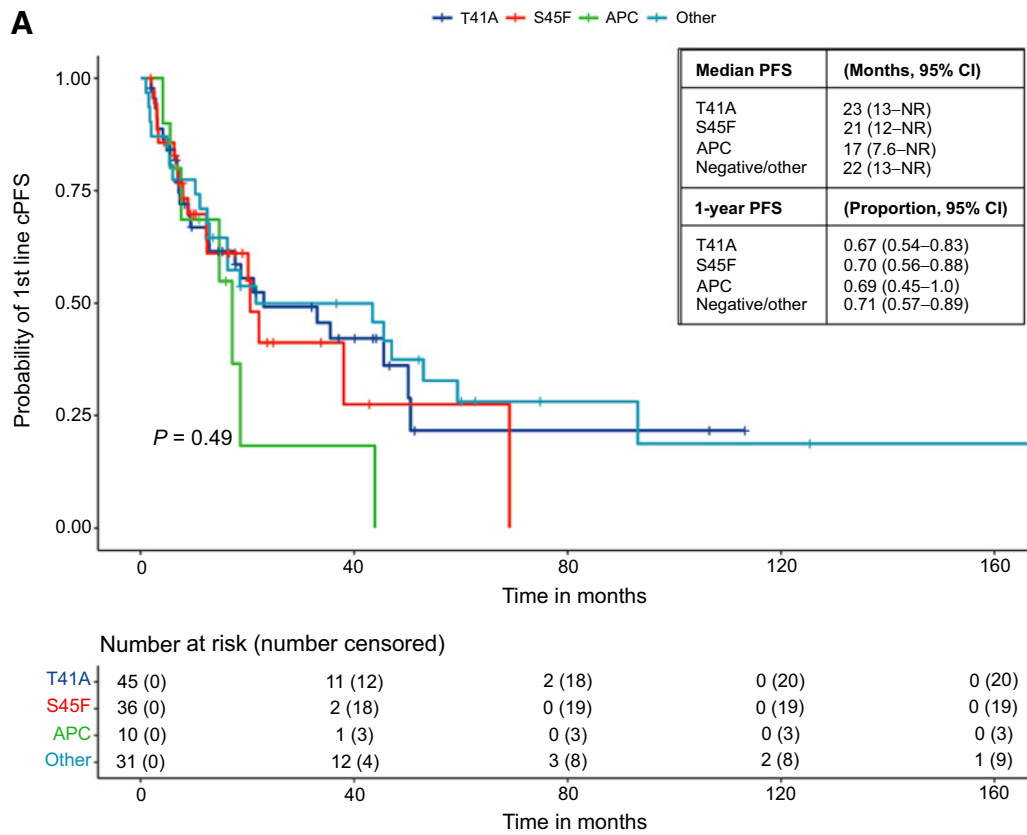 A
T41A S45F APC Other
Median PFS (Months, 95% CI)
T41A 23 (13–NR)
S45F 21 (12–NR)
APC 17 (7.6–NR)
Negative/other 22 (13–NR)
1-year PFS (Proportion, 95% CI)
T41A 0.67 (0.54–0.83)
S45F 0.70 (0.56–0.88)
APC 0.69 (0.45–1.0)
Negative/other 0.71 (0.57–0.89)
Probability of 1st line cPFS
1.00
0.75
0.50
0.25
0.00
P = 0.49
0 40 80 120 160
Time in months
Number at risk (number censored)
T41A 45 (0) 11 (12) 2 (18) 0 (20) 0 (20)
S45F 36 (0) 2 (18) 0 (19) 0 (19) 0 (19)
APC 10 (0) 1 (3) 0 (3) 0 (3) 0 (3)
Other 31 (0) 12 (4) 3 (8) 2 (8) 1 (9)
0 40 80 120 160
Time in months